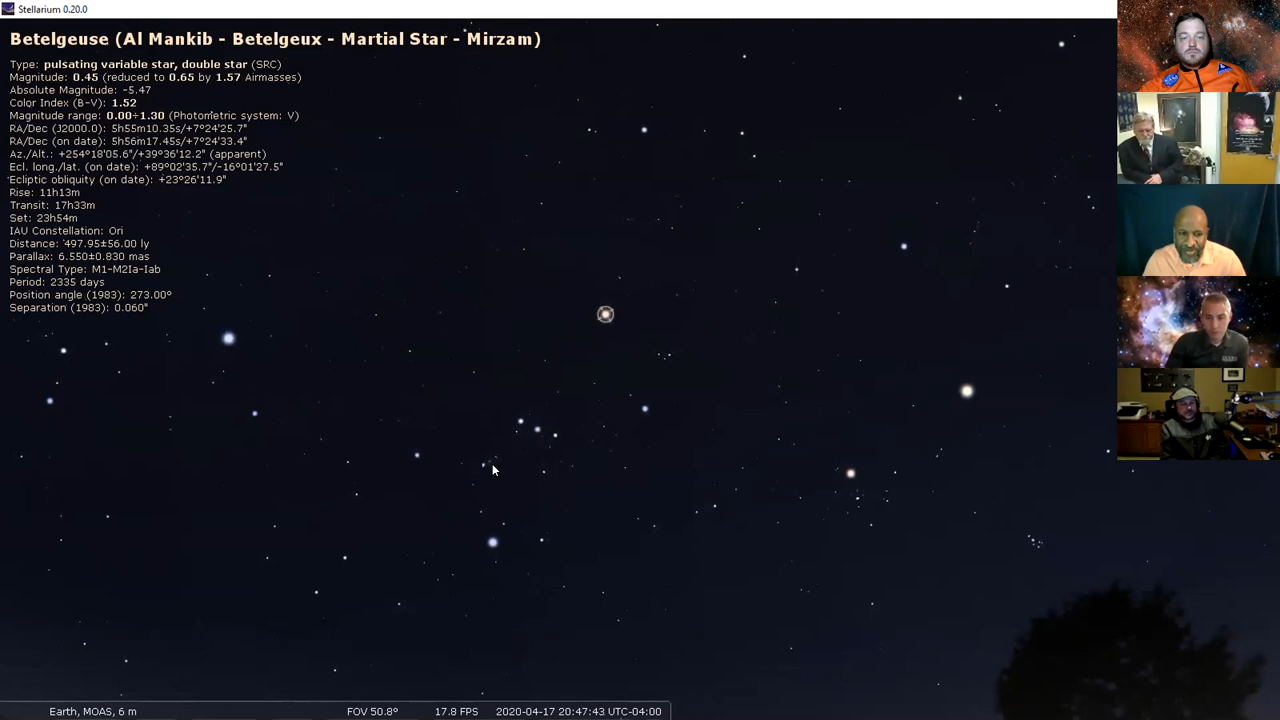 Stellarium 0.20.0
Betelgeuse (Al Mankib - Betelgeux - Martial Star - Mirzam)
Type: pulsating variable star, double star (SRC)
Magnitude: 0.45 (reduced to 0.65 by 1.57 Airmasses)
Absolute Magnitude: -5.47
Color Index (B-V): 1.52
Magnitude range: 0.00÷1.30 (Photometric system: V)
RA/Dec (J2000.0): 5h55m10.35s/+7°24'25.7"
RA/Dec (on date): 5h56m17.45s/+7°24'33.4"
Az./Alt.: +254°18'05.6"/+39°36'12.2" (apparent)
Ecl. long./lat. (on date): +89°02'35.7"/-16°01'27.5"
Ecliptic obliquity (on date): +23°26'11.9"
Rise: 11h13m
Transit: 17h33m
Set: 23h54m
IAU Constellation: Ori
Distance: 497.95±56.00 ly
Parallax: 6.550±0.830 mas
Spectral Type: M1-M2Ia-Iab
Period: 2335 days
Position angle (1983): 273.00°
Separation (1983): 0.060"
Earth, MOAS, 6 m FOV 50.8° 17.8 FPS 2020-04-17 20:47:43 UTC-04:00